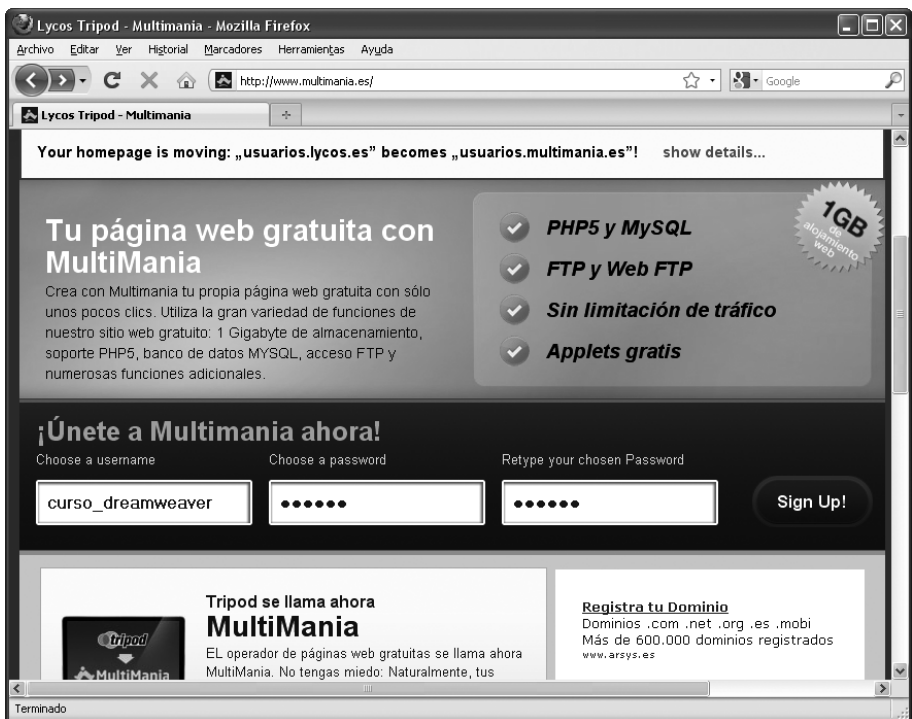 Lycos Tripod - Multimania - Mozilla Firefox
Archivo Editar Ver Historial Marcadores Herramientas Ayuda
http://www.multimania.es/
Google
Lycos Tripod - Multimania
Your homepage is moving: „usuarios.lycos.es” becomes „usuarios.multimania.es”! show details...
Tu página web gratuita con
MultiMania
Crea con Multimania tu propia página web gratuita con sólo
unos pocos clics. Utiliza la gran variedad de funciones de
nuestro sitio web gratuito: 1 Gigabyte de almacenamiento,
soporte PHP5, banco de datos MYSQL, acceso FTP y
numerosas funciones adicionales.
PHP5 y MySQL
FTP y Web FTP
Sin limitación de tráfico
Applets gratis
1GB
de
alojamiento
web
¡Únete a Multimania ahora!
Choose a username Choose a password Retype your chosen Password
curso_dreamweaver ●●●●●● ●●●●●● Sign Up!
tripod
MultiMania
Tripod se llama ahora
MultiMania
EL operador de páginas web gratuitas se llama ahora
MultiMania. No tengas miedo: Naturalmente, tus
Registra tu Dominio
Dominios .com .net .org .es .mobi
Más de 600.000 dominios registrados
www.arsys.es
Terminado